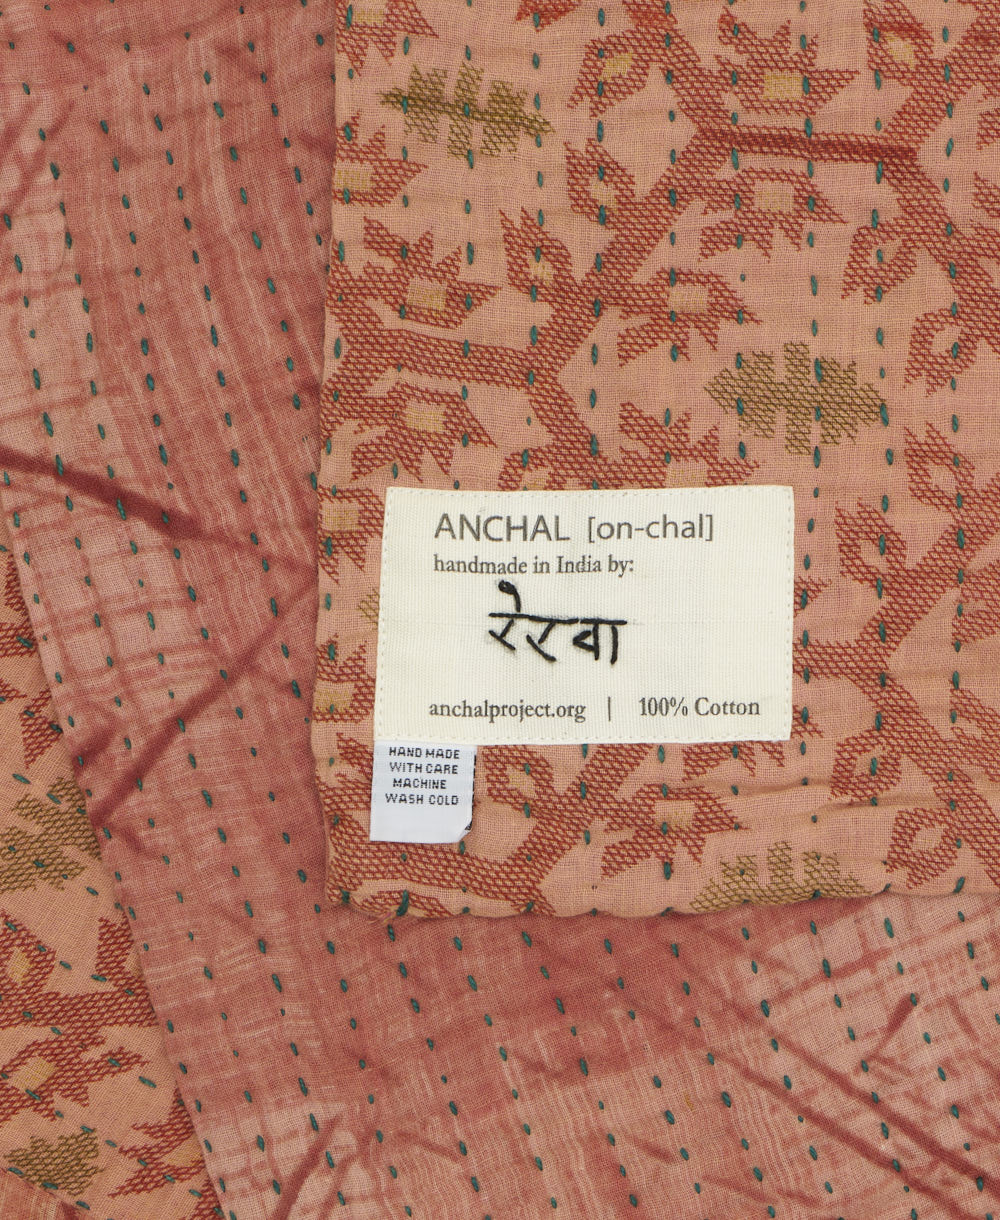 ANCHAL [on-chal]
handmade in India by:
रेखा
anchalproject.org | 100% Cotton
HAND MADE
WITH CARE
MACHINE
WASH COLD